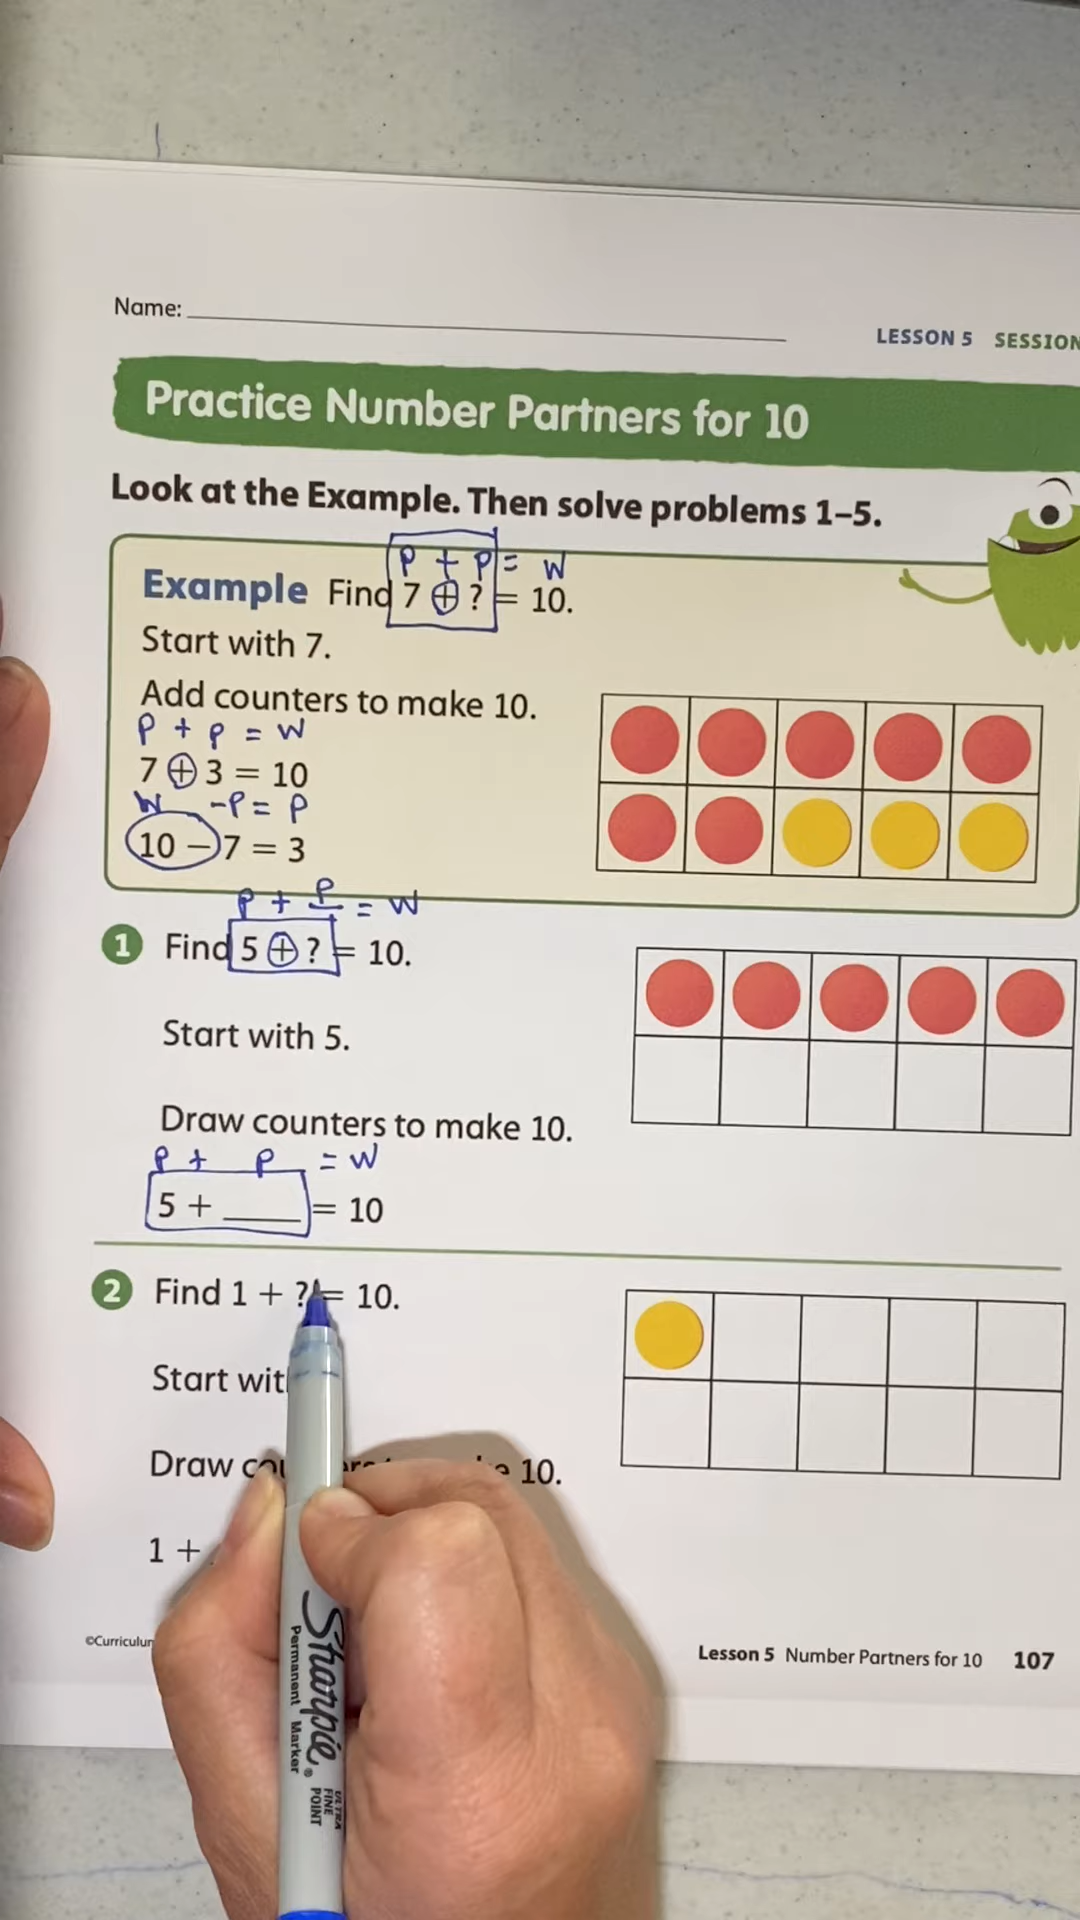 Name:
LESSON 5 SESSION
Practice Number Partners for 10
Look at the Example. Then solve problems 1–5.
P + P = W
Example Find 7 + ? = 10.
Start with 7.
Add counters to make 10.
P + P = W
7 + 3 = 10
W - P = P
10 − 7 = 3
P + P = W
1 Find 5 + ? = 10.
Start with 5.
Draw counters to make 10.
P + P = W
5 + ____ = 10
2 Find 1 + ? = 10.
Start
Draw 10.
1 +
Lesson 5 Number Partners for 10 107
Sharpie®
Permanent Marker
ULTRA FINE POINT